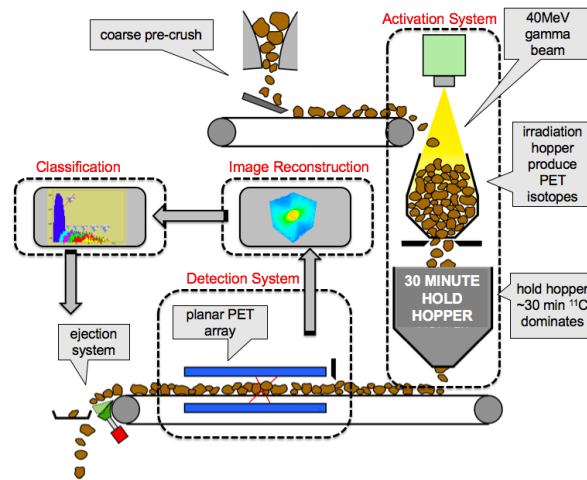 Activation System
coarse pre-crush
40MeV
gamma
beam
irradiation
hopper
produce
PET
isotopes
Classification
Image Reconstruction
Detection System
30 MINUTE
HOLD
HOPPER
hold hopper
~30 min ¹¹C
dominates
planar PET
array
ejection
system